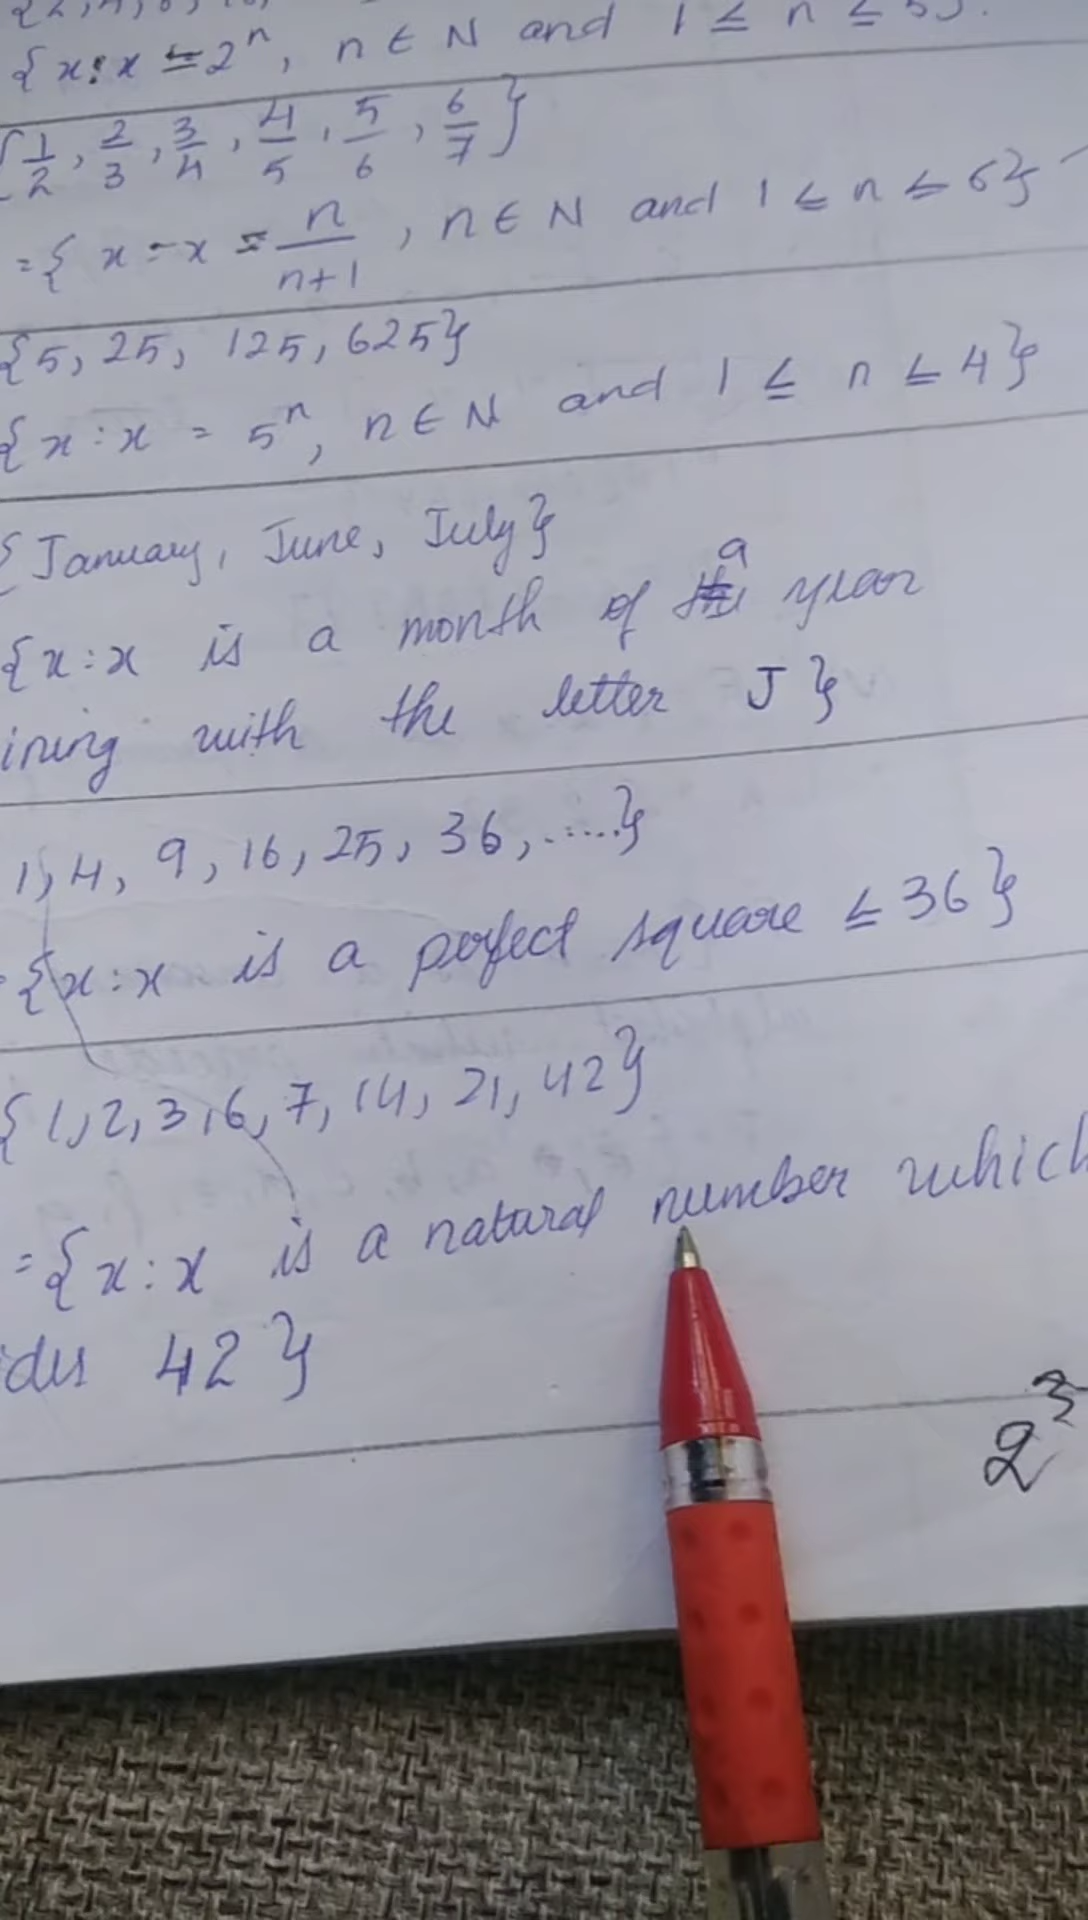 {x:x = 2ⁿ, n ∈ N and 1 ≤ n ≤ 5}.
{1/2, 2/3, 3/4, 4/5, 5/6, 6/7}
={x - x = n/n+1, n ∈ N and 1 ≤ n ≤ 6}
{5, 25, 125, 625}
{x:x = 5ⁿ, n ∈ N and 1 ≤ n ≤ 4}
{January, June, July}
a
{x:x is a month of year
ining with the letter J}
1, 4, 9, 16, 25, 36, .....}
={x:x is a perfect square ≤ 36}
{1, 2, 3, 6, 7, 14, 21, 42}
={x:x is a natural number which
ides 42}
2³